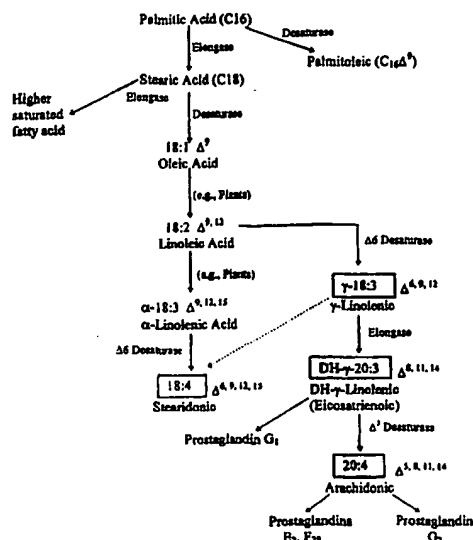 Palmitic Acid (C16)
Desaturase
Elongase
Palmitoleic (C₁₆Δ⁹)
Stearic Acid (C18)
Elongase
Higher
saturated
fatty acid
Desaturase
18:1 Δ⁹
Oleic Acid
(e.g., Plants)
18:2 Δ⁹, ¹²
Linoleic Acid
Δ6 Desaturase
(e.g., Plants)
γ-18:3 Δ⁶, ⁹, ¹²
γ-Linolenic
α-18:3 Δ⁹, ¹², ¹⁵
α-Linolenic Acid
Elongase
Δ6 Desaturase
18:4 Δ⁶, ⁹, ¹², ¹⁵
Stearidonic
DH-γ-20:3 Δ⁸, ¹¹, ¹⁴
DH-γ-Linolenic
(Eicosatrienoic)
Prostaglandin G₁
Δ⁵ Desaturase
20:4 Δ⁵, ⁸, ¹¹, ¹⁴
Arachidonic
Prostaglandins
Prostaglandins